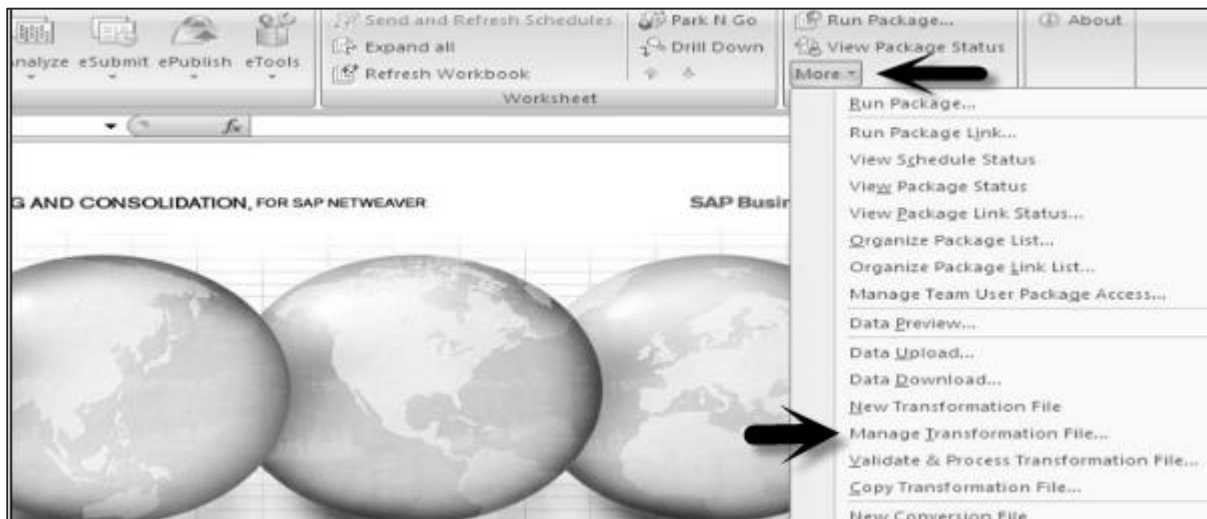 Send and Refresh Schedules
Park N Go
Run Package...
About
Expand all
Drill Down
View Package Status
nalyze eSubmit ePublish eTools
Refresh Workbook
More
Worksheet
Run Package...
fx
Run Package Link...
View Schedule Status
View Package Status
G AND CONSOLIDATION, FOR SAP NETWEAVER
SAP Busin
View Package Link Status...
Organize Package List...
Organize Package Link List...
Manage Team User Package Access...
Data Preview...
Data Upload...
Data Download...
New Transformation File
Manage Transformation File...
Validate & Process Transformation File...
Copy Transformation File...
New Conversion File